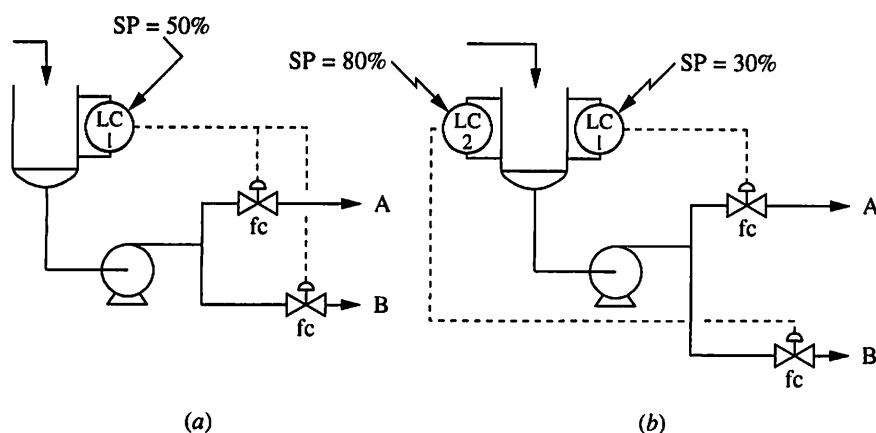 SP = 50%
LC
1
A
fc
B
fc
(a)
SP = 80%
SP = 30%
LC
2
LC
1
A
fc
B
fc
(b)